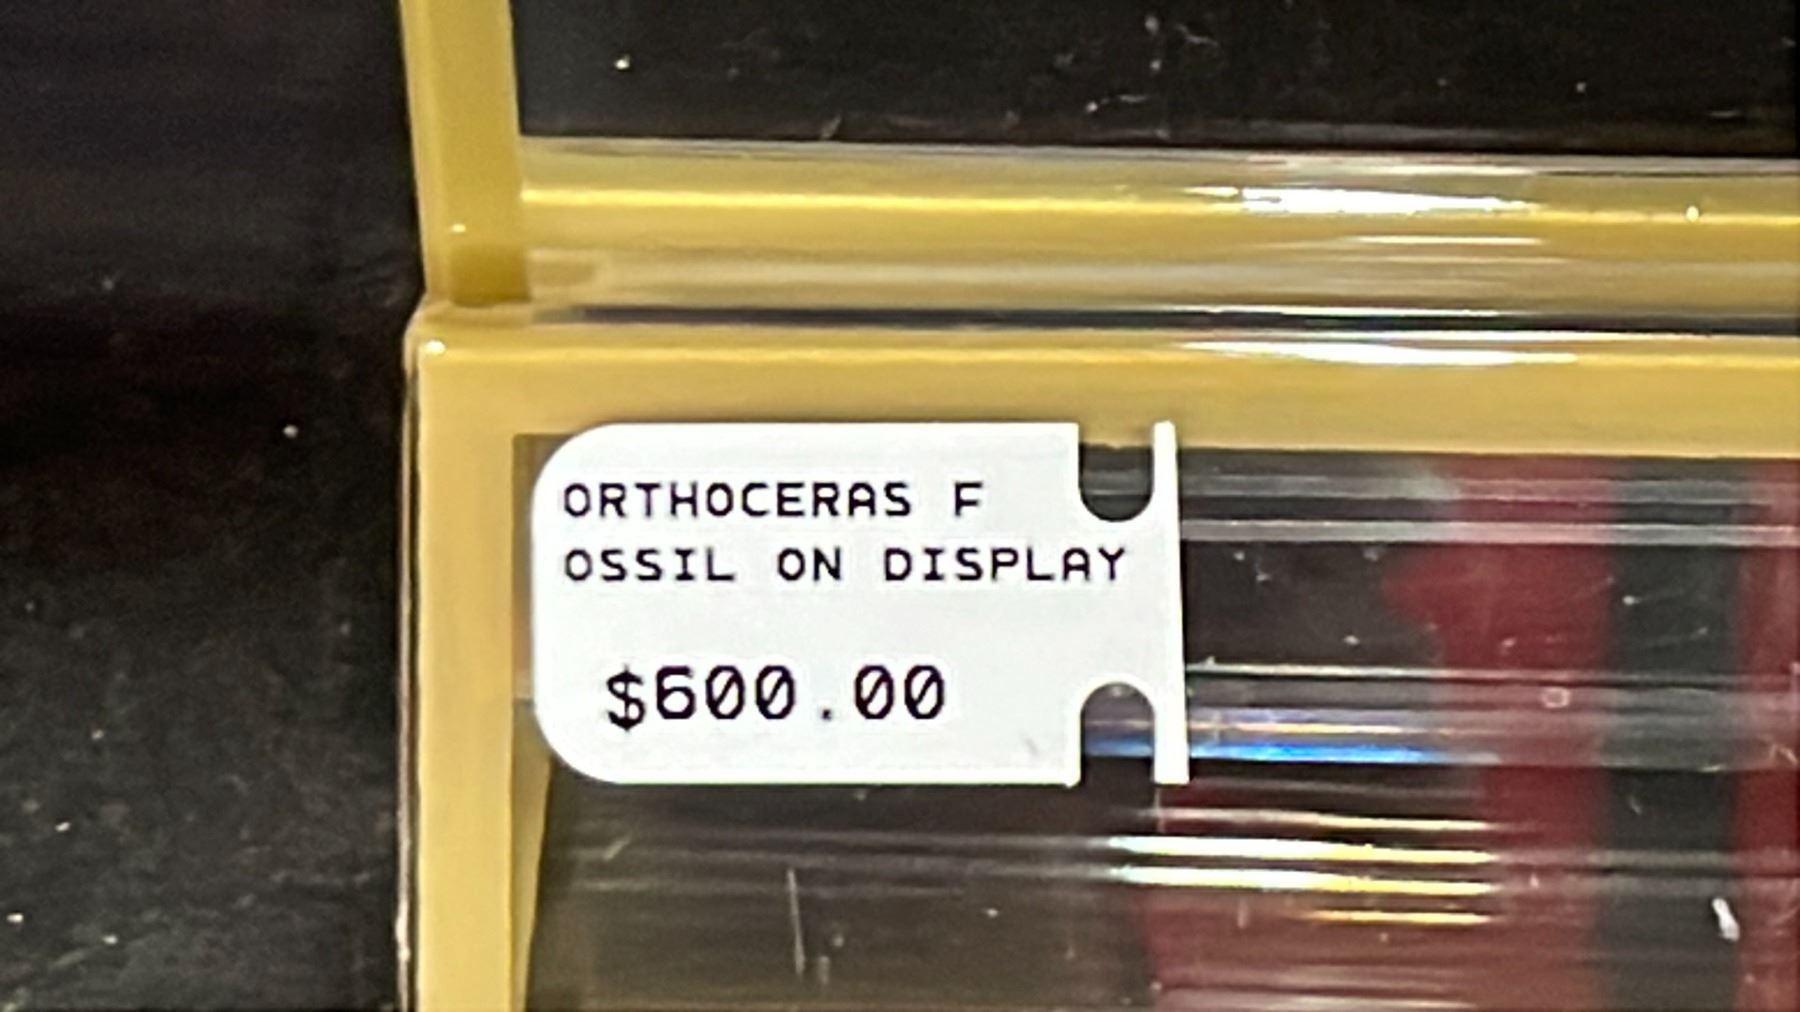 ORTHOCERAS F
OSSIL ON DISPLAY
$600.00